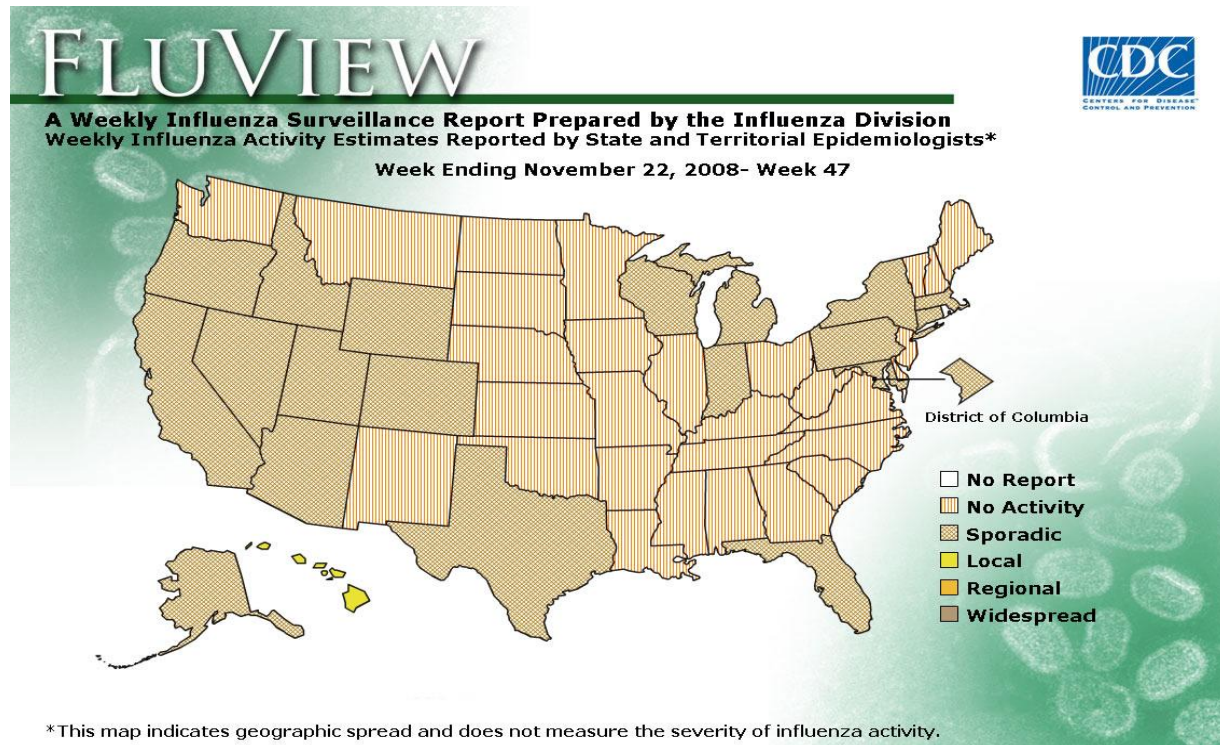 FLUVIEW
CDC
CENTERS FOR DISEASE™
CONTROL AND PREVENTION
A Weekly Influenza Surveillance Report Prepared by the Influenza Division
Weekly Influenza Activity Estimates Reported by State and Territorial Epidemiologists*
Week Ending November 22, 2008- Week 47
District of Columbia
No Report
No Activity
Sporadic
Local
Regional
Widespread
*This map indicates geographic spread and does not measure the severity of influenza activity.